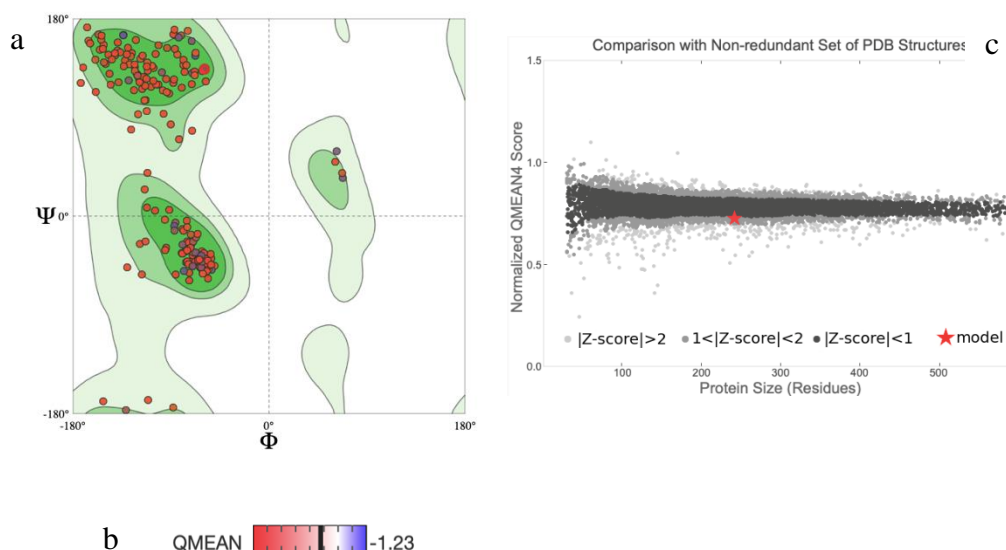 a
180°
Ψ 0°
-180°
-180° 0° 180°
Φ
c
Comparison with Non-redundant Set of PDB Structures
Normalized QMEAN4 Score
1.5
1.0
0.5
0.0
|Z-score|>2 1<|Z-score|<2 |Z-score|<1 model
100 200 300 400 500
Protein Size (Residues)
b
QMEAN -1.23